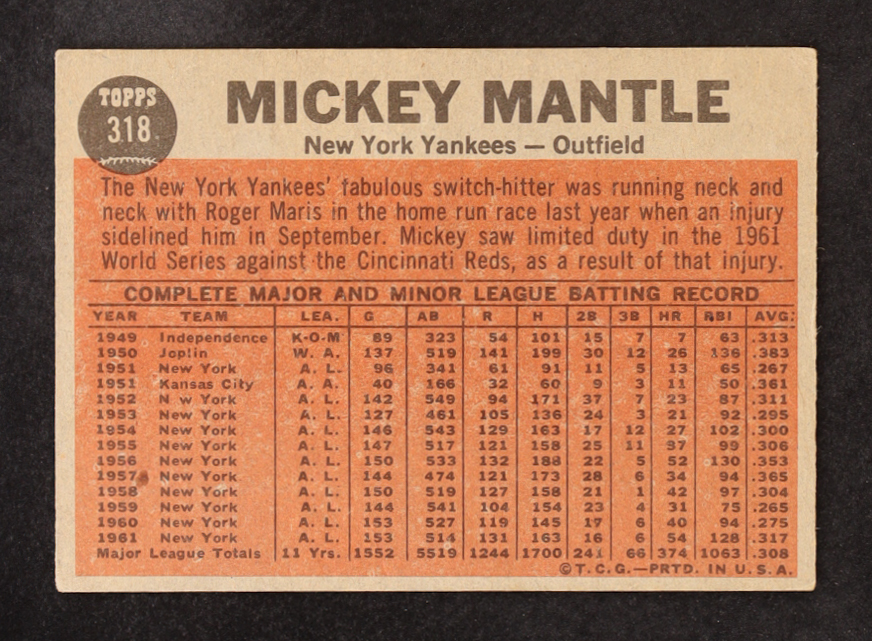 TOPPS
318
MICKEY MANTLE
New York Yankees — Outfield
The New York Yankees' fabulous switch-hitter was running neck and
neck with Roger Maris in the home run race last year when an injury
sidelined him in September. Mickey saw limited duty in the 1961
World Series against the Cincinnati Reds, as a result of that injury.
COMPLETE MAJOR AND MINOR LEAGUE BATTING RECORD
YEAR TEAM LEA. G AB R H 2B 3B HR RBI AVG.
1949 Independence K-O-M 89 323 54 101 15 7 7 63 .313
1950 Joplin W. A. 137 519 141 199 30 12 26 136 .383
1951 New York A. L. 96 341 61 91 11 5 13 65 .267
1951 Kansas City A. A. 40 166 32 60 9 3 11 50 .361
1952 N w York A. L. 142 549 94 171 37 7 23 87 .311
1953 New York A. L. 127 461 105 136 24 3 21 92 .295
1954 New York A. L. 146 543 129 163 17 12 27 102 .300
1955 New York A. L. 147 517 121 158 25 11 37 99 .306
1956 New York A. L. 150 533 132 188 22 5 52 130 .353
1957 New York A. L. 144 474 121 173 28 6 34 94 .365
1958 New York A. L. 150 519 127 158 21 1 42 97 .304
1959 New York A. L. 144 541 104 154 23 4 31 75 .265
1960 New York A. L. 153 527 119 145 17 6 40 94 .275
1961 New York A. L. 153 514 131 163 16 6 54 128 .317
Major League Totals 11 Yrs. 1552 5519 1244 1700 241 66 374 1063 .308
©T.C.G.—PRTD. IN U.S.A.